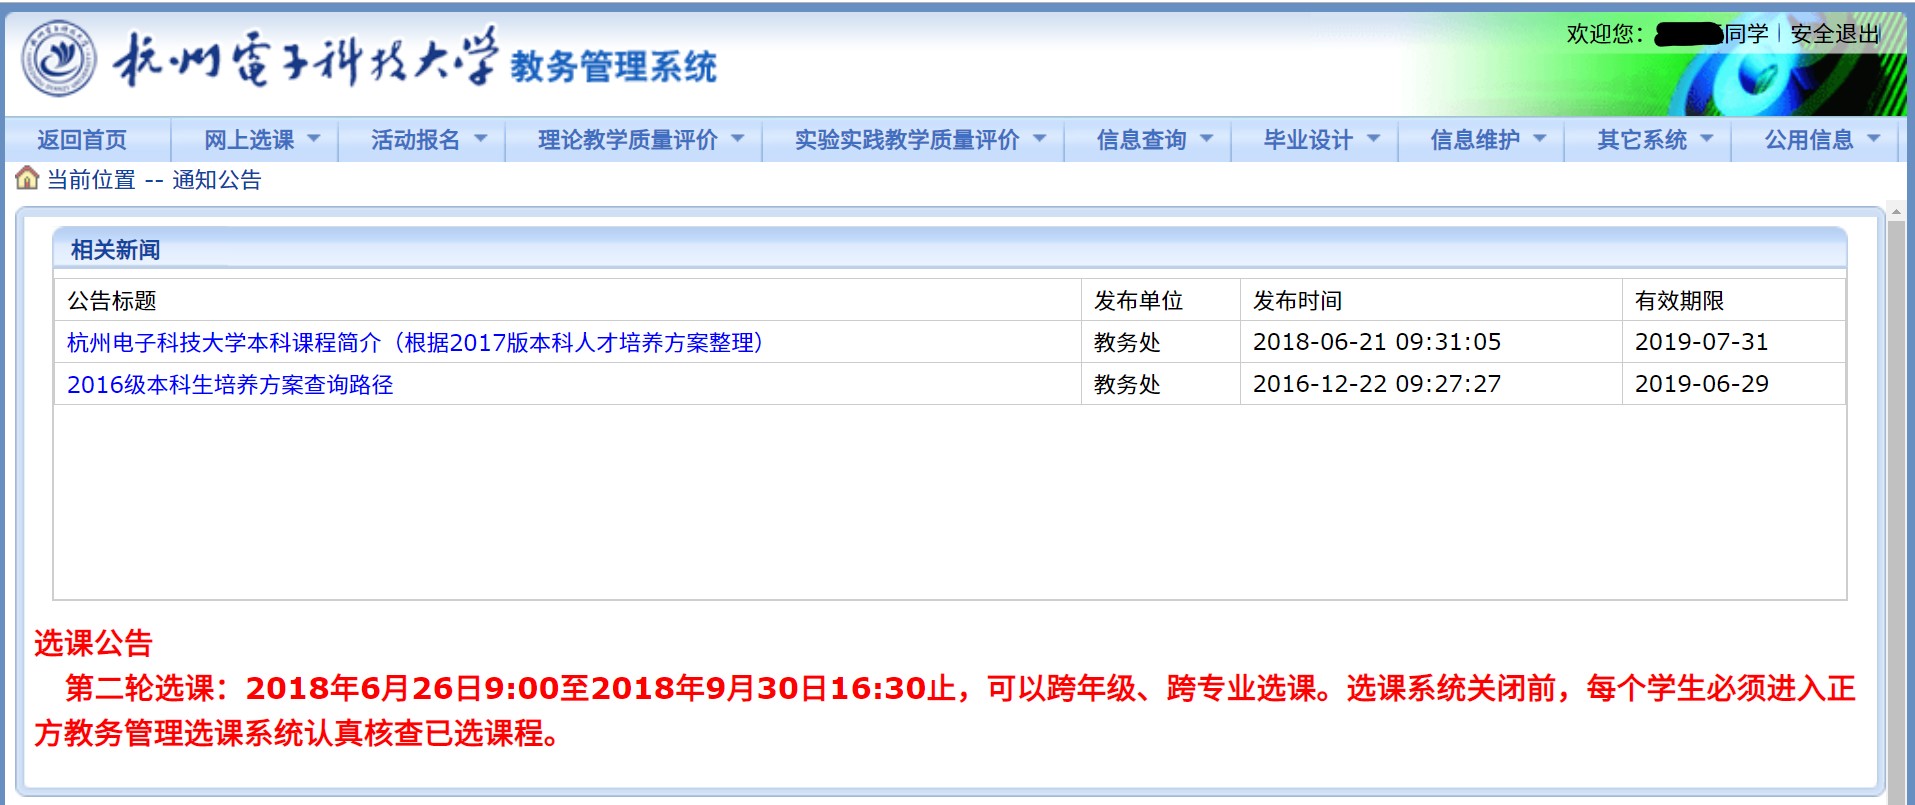 杭州電子科技大学 教务管理系统
欢迎您： 同学 | 安全退出
返回首页 网上选课 活动报名 理论教学质量评价 实验实践教学质量评价 信息查询 毕业设计 信息维护 其它系统 公用信息
当前位置 -- 通知公告
相关新闻
公告标题 发布单位 发布时间 有效期限
杭州电子科技大学本科课程简介（根据2017版本科人才培养方案整理） 教务处 2018-06-21 09:31:05 2019-07-31
2016级本科生培养方案查询路径 教务处 2016-12-22 09:27:27 2019-06-29
选课公告
第二轮选课：2018年6月26日9:00至2018年9月30日16:30止，可以跨年级、跨专业选课。选课系统关闭前，每个学生必须进入正
方教务管理选课系统认真核查已选课程。